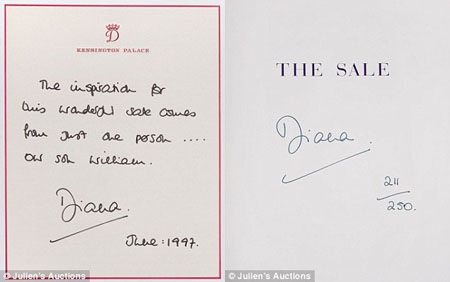 D
KENSINGTON PALACE
The inspiration for
this wonderful sale comes
from just one person ....
our son William.
Diana.
June: 1997.
© Julien's Auctions
THE SALE
Diana.
211
250.
© Julien's Auctions